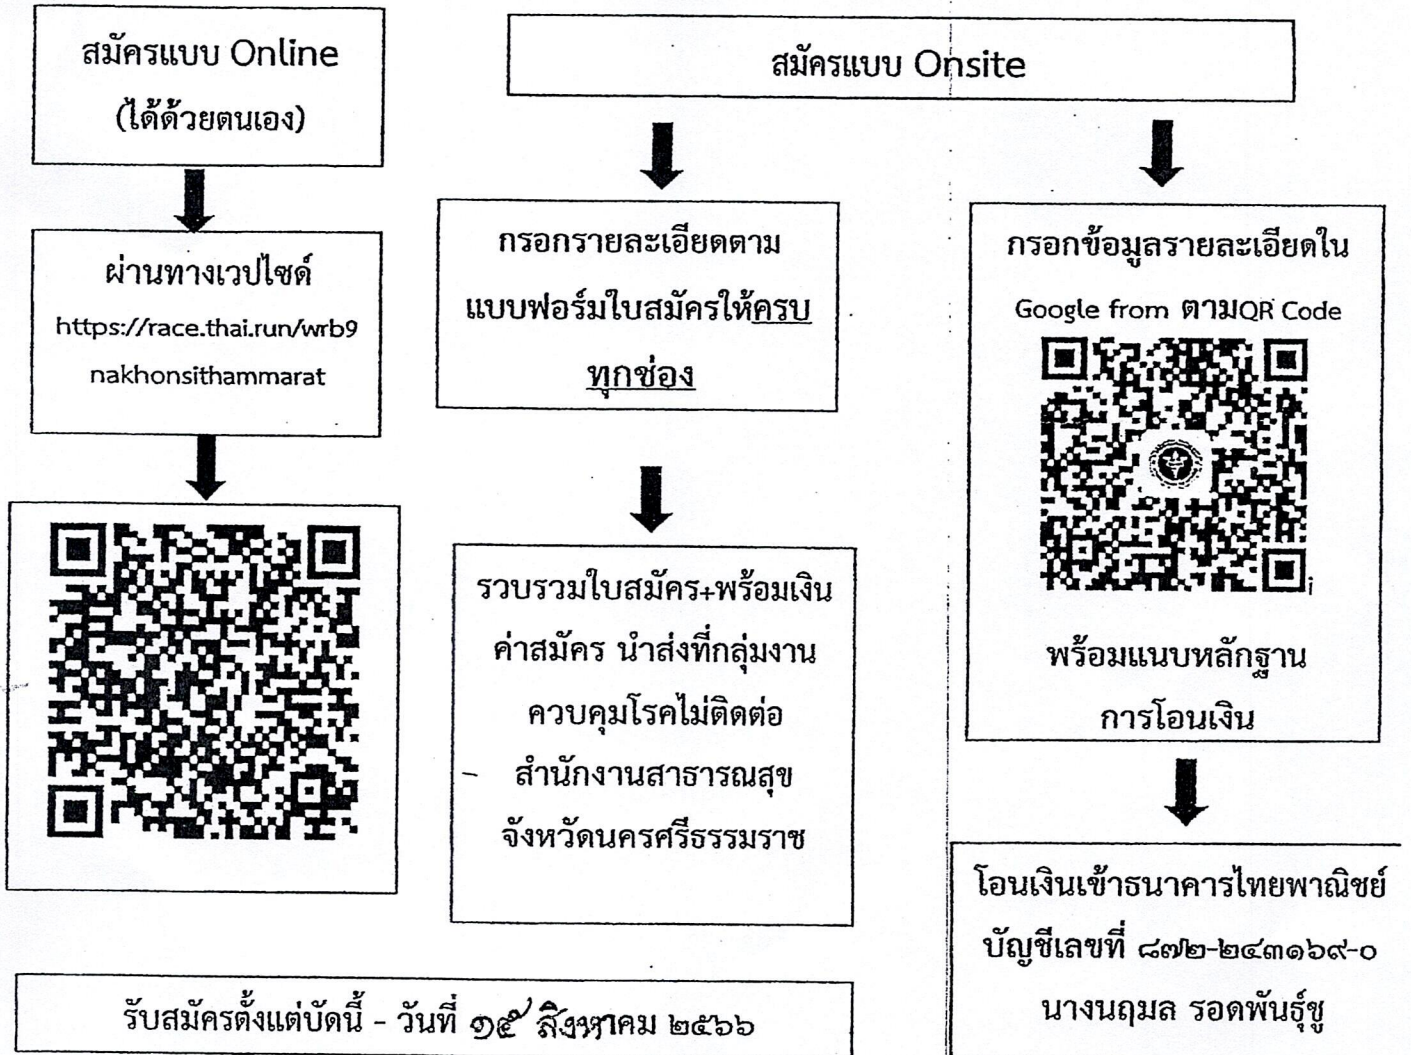 สมัครแบบ Online
(ได้ด้วยตนเอง)
ผ่านทางเวปไซด์
https://race.thai.run/wrb9
nakhonsithammarat
สมัครแบบ Onsite
กรอกรายละเอียดตาม
แบบฟอร์มใบสมัครให้ครบ
ทุกช่อง
รวบรวมใบสมัคร+พร้อมเงิน
ค่าสมัคร นำส่งที่กลุ่มงาน
ควบคุมโรคไม่ติดต่อ
สำนักงานสาธารณสุข
จังหวัดนครศรีธรรมราช
กรอกข้อมูลรายละเอียดใน
Google from ตามQR Code
พร้อมแนบหลักฐาน
การโอนเงิน
โอนเงินเข้าธนาคารไทยพาณิชย์
บัญชีเลขที่ ๘๗๒-๒๔๓๑๖๙-๐
นางนฤมล รอดพันธุ์ชู
รับสมัครตั้งแต่บัดนี้ - วันที่ ๑๕ สิงหาคม ๒๕๖๖